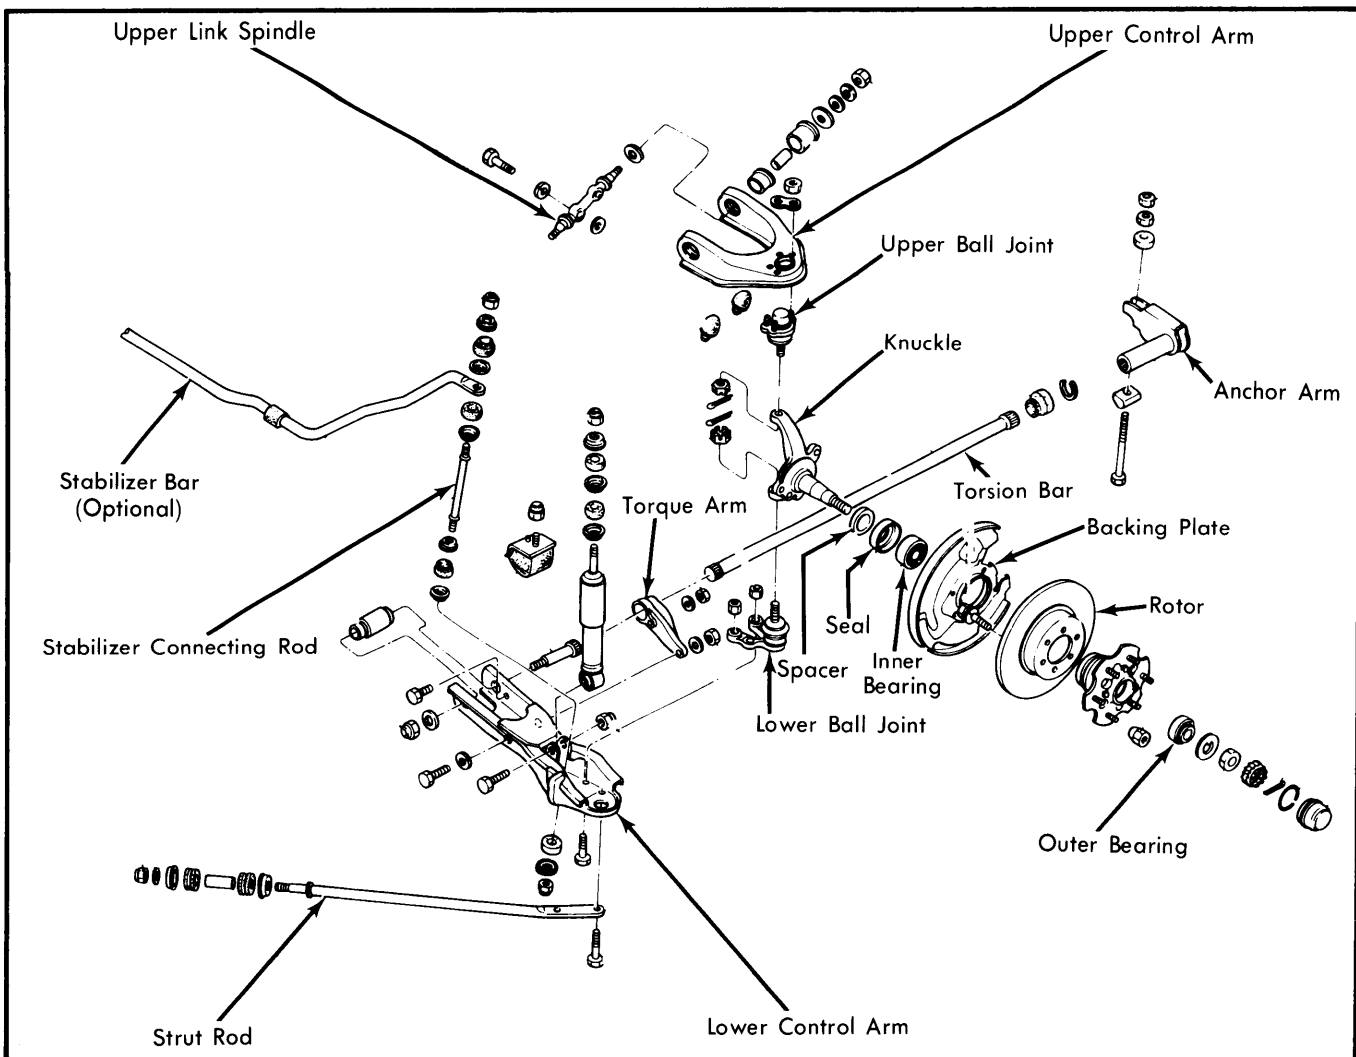 Upper Link Spindle
Upper Control Arm
Upper Ball Joint
Knuckle
Anchor Arm
Stabilizer Bar
(Optional)
Torque Arm
Torsion Bar
Backing Plate
Rotor
Seal
Spacer
Inner
Bearing
Stabilizer Connecting Rod
Lower Ball Joint
Outer Bearing
Strut Rod
Lower Control Arm